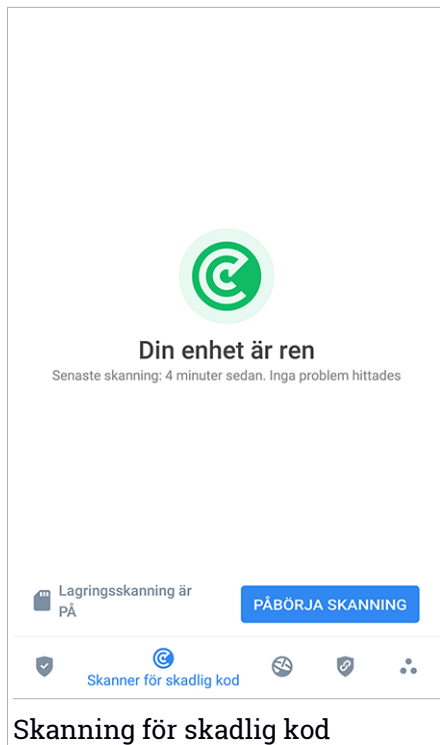 Din enhet är ren
Senaste skanning: 4 minuter sedan. Inga problem hittades
Lagringsskanning är
PÅ
PÅBÖRJA SKANNING
Skanner för skadlig kod
Skanning för skadlig kod